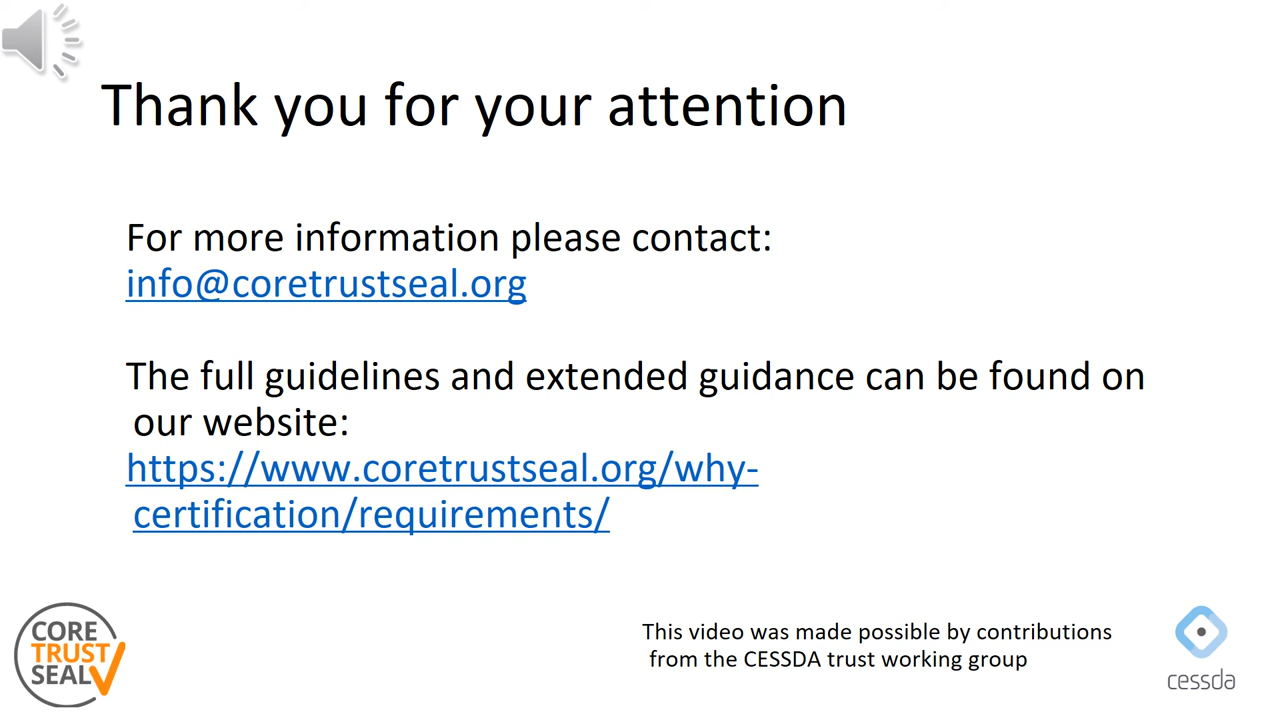 Thank you for your attention
For more information please contact:
info@coretrustseal.org
The full guidelines and extended guidance can be found on
our website:
https://www.coretrustseal.org/why-
certification/requirements/
CORE
TRUST
SEAL
This video was made possible by contributions
from the CESSDA trust working group
cessda